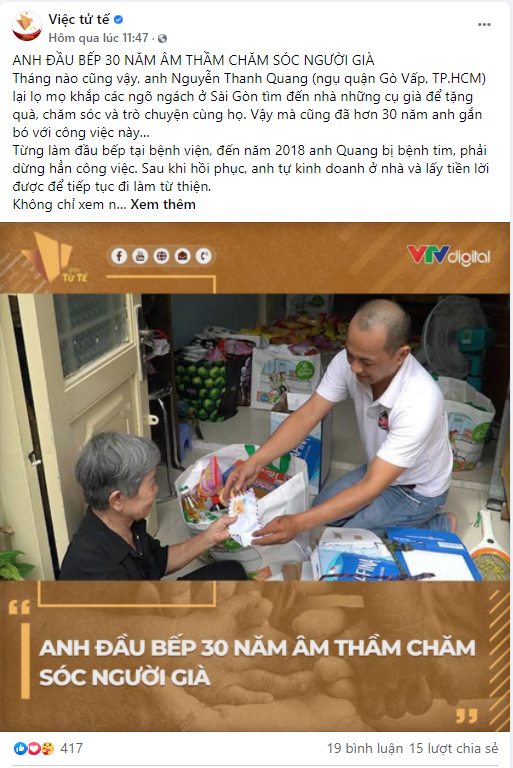 Việc tử tế
Hôm qua lúc 11:47 ·
ANH ĐẦU BẾP 30 NĂM ÂM THẦM CHĂM SÓC NGƯỜI GIÀ
Tháng nào cũng vậy, anh Nguyễn Thanh Quang (ngụ quận Gò Vấp, TP.HCM)
lại lọ mọ khắp các ngõ ngách ở Sài Gòn tìm đến nhà những cụ già để tặng
quà, chăm sóc và trò chuyện cùng họ. Vậy mà cũng đã hơn 30 năm anh gắn
bó với công việc này...
Từng làm đầu bếp tại bệnh viện, đến năm 2018 anh Quang bị bệnh tim, phải
dừng hẳn công việc. Sau khi hồi phục, anh tự kinh doanh ở nhà và lấy tiền lời
được để tiếp tục đi làm từ thiện.
Không chỉ xem n... Xem thêm
VIỆC
TỬ TẾ
VTVdigital
ANH ĐẦU BẾP 30 NĂM ÂM THẦM CHĂM
SÓC NGƯỜI GIÀ
417
19 bình luận 15 lượt chia sẻ